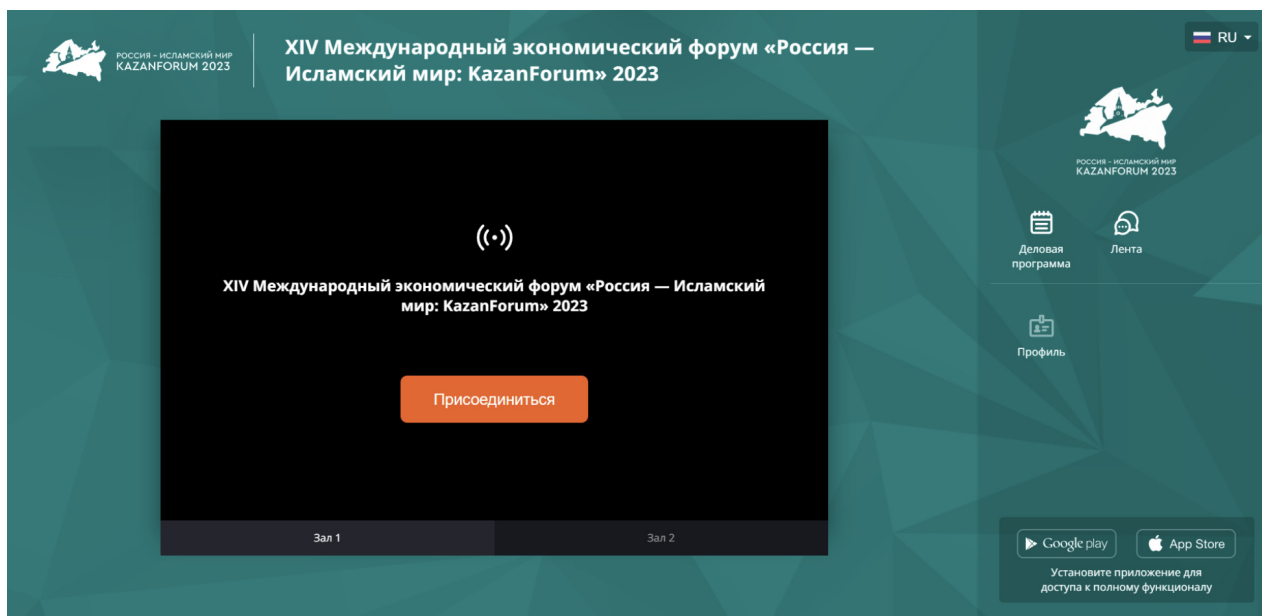 РОССИЯ - ИСЛАМСКИЙ МИР
KAZANFORUM 2023
XIV Международный экономический форум «Россия —
Исламский мир: KazanForum» 2023
RU
РОССИЯ - ИСЛАМСКИЙ МИР
KAZANFORUM 2023
XIV Международный экономический форум «Россия — Исламский
мир: KazanForum» 2023
Присоединиться
Зал 1
Зал 2
Деловая
программа
Лента
Профиль
Google play
App Store
Установите приложение для
доступа к полному функционалу